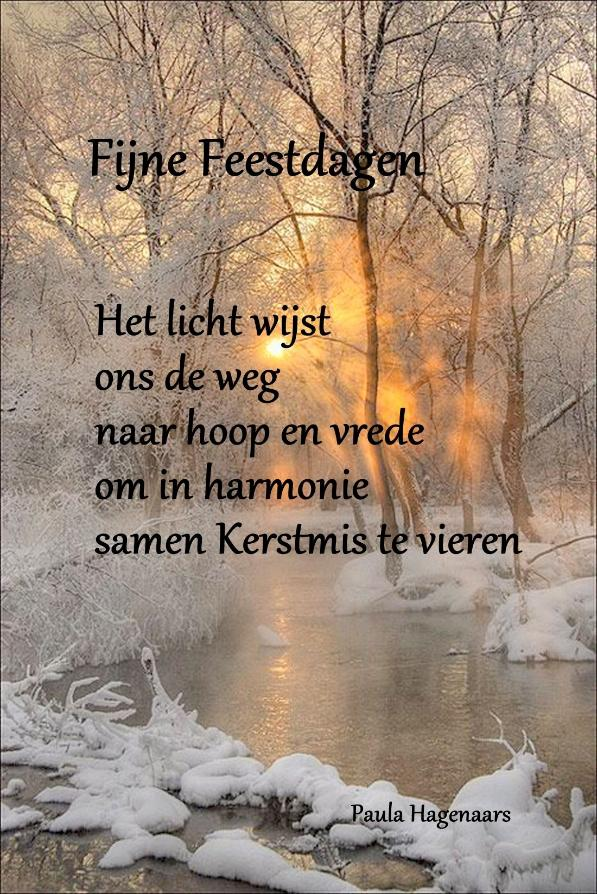 Fijne Feestdagen
Het licht wijst
ons de weg
naar hoop en vrede
om in harmonie
samen Kerstmis te vieren
Paula Hagenaars